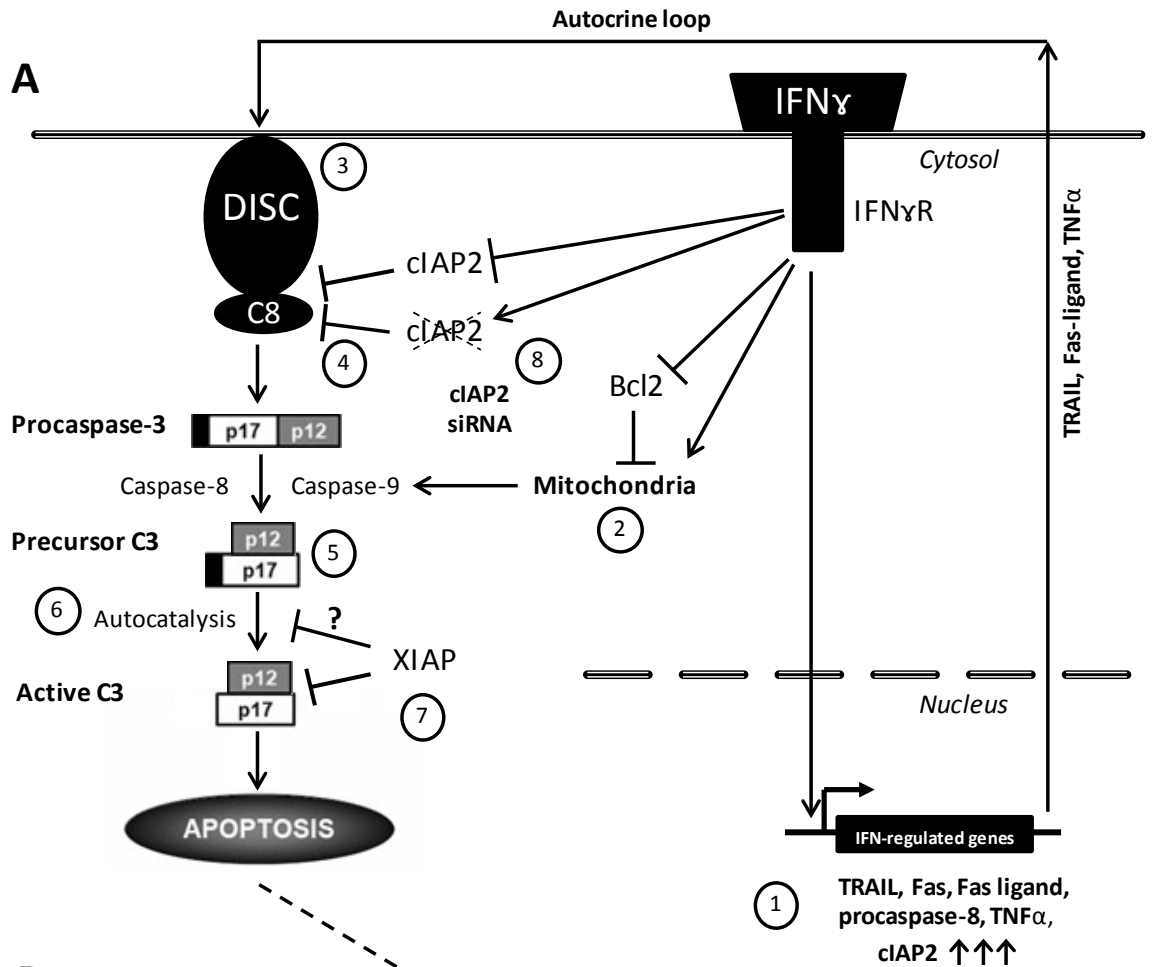 Autocrine loop
A
IFNɤ
Cytosol
3
DISC
IFNɤR
TRAIL, Fas-ligand, TNFα
cIAP2
C8
cIAP2
4
8
cIAP2
siRNA
Bcl2
Procaspase-3
p17 p12
Caspase-8 Caspase-9
Mitochondria
2
Precursor C3
p12
p17
5
6
Autocatalysis
?
XIAP
Active C3
p12
p17
7
Nucleus
APOPTOSIS
IFN-regulated genes
1
TRAIL, Fas, Fas ligand,
procaspase-8, TNFα,
cIAP2 ↑↑↑